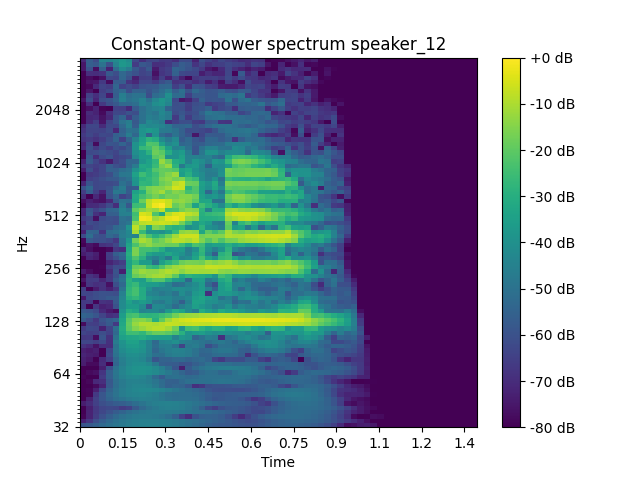 Constant-Q power spectrum speaker_12
Hz
2048
1024
512
256
128
64
32
0 0.15 0.3 0.45 0.6 0.75 0.9 1.1 1.2 1.4
Time
+0 dB
-10 dB
-20 dB
-30 dB
-40 dB
-50 dB
-60 dB
-70 dB
-80 dB